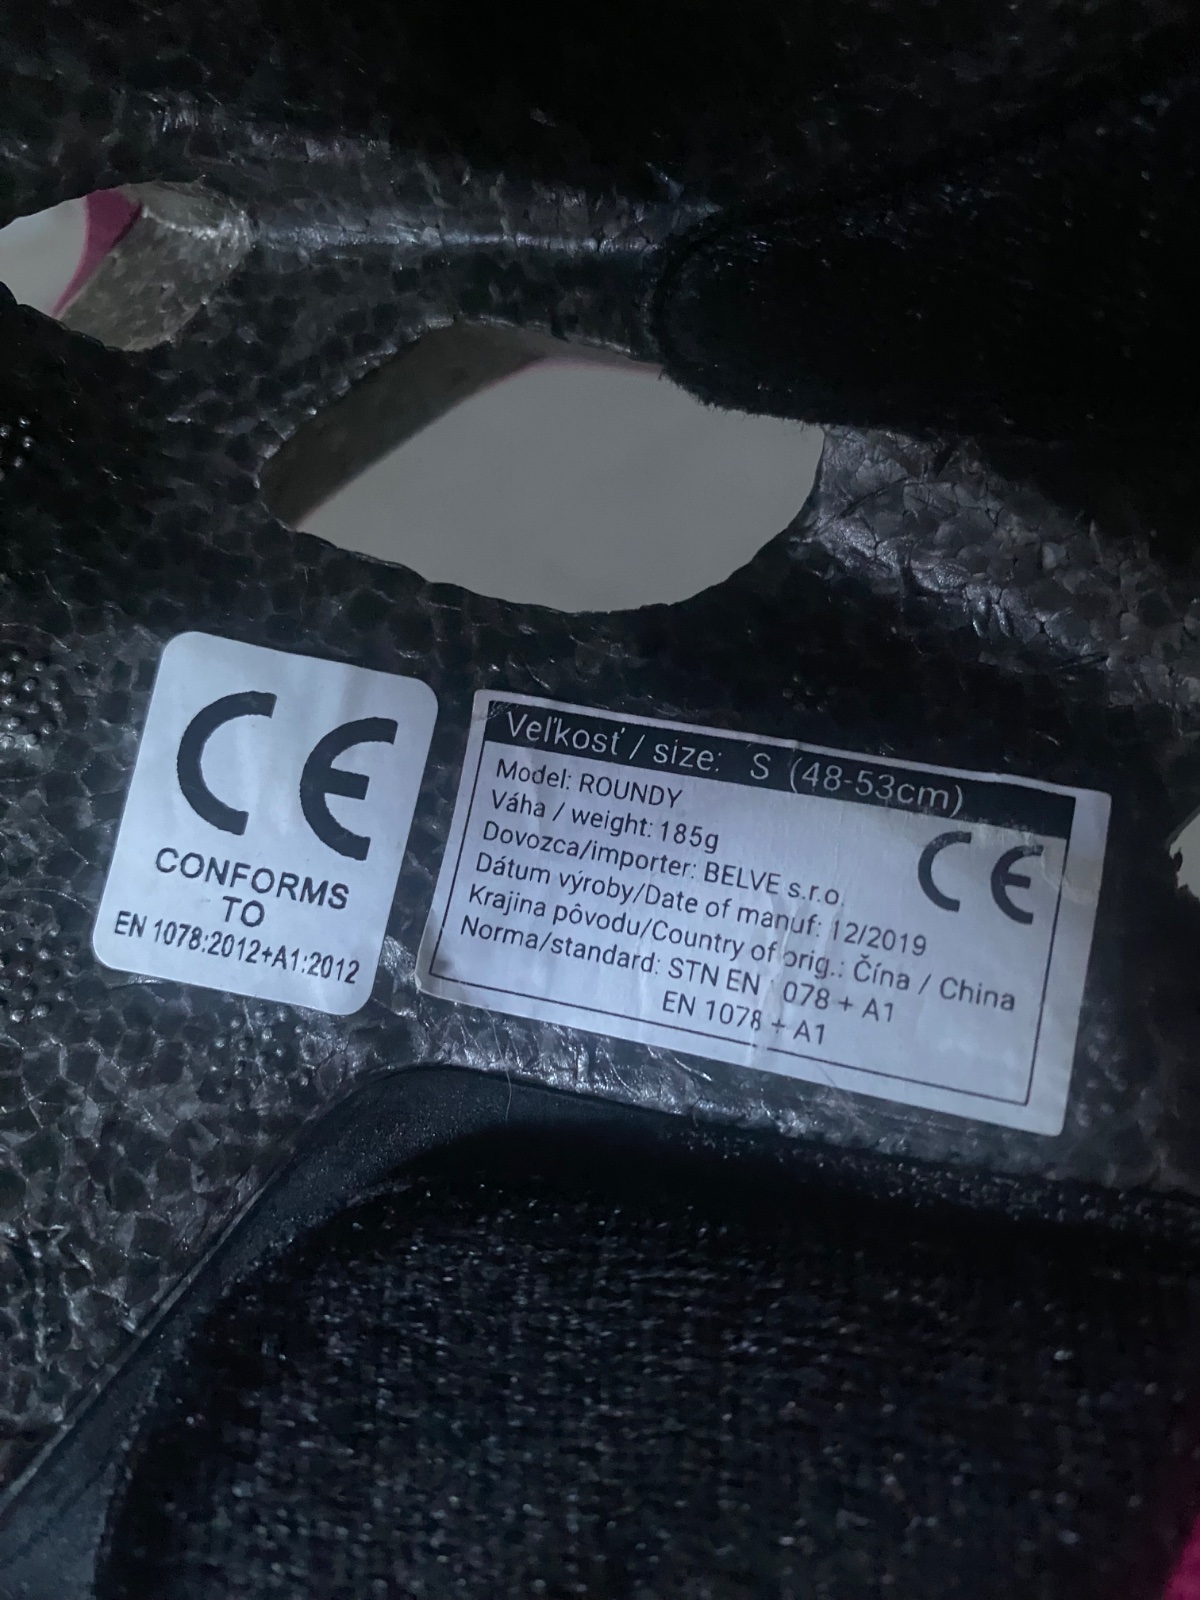 CE
CONFORMS
TO
EN 1078:2012+A1:2012
Veľkosť / size: S (48-53cm)
Model: ROUNDY
Váha / weight: 185g
Dovozca/importer: BELVE s.r.o.
CE
Dátum výroby/Date of manuf: 12/2019
Krajina pôvodu/Country of orig.: Čína / China
Norma/standard: STN EN 1078 + A1
EN 1078 + A1